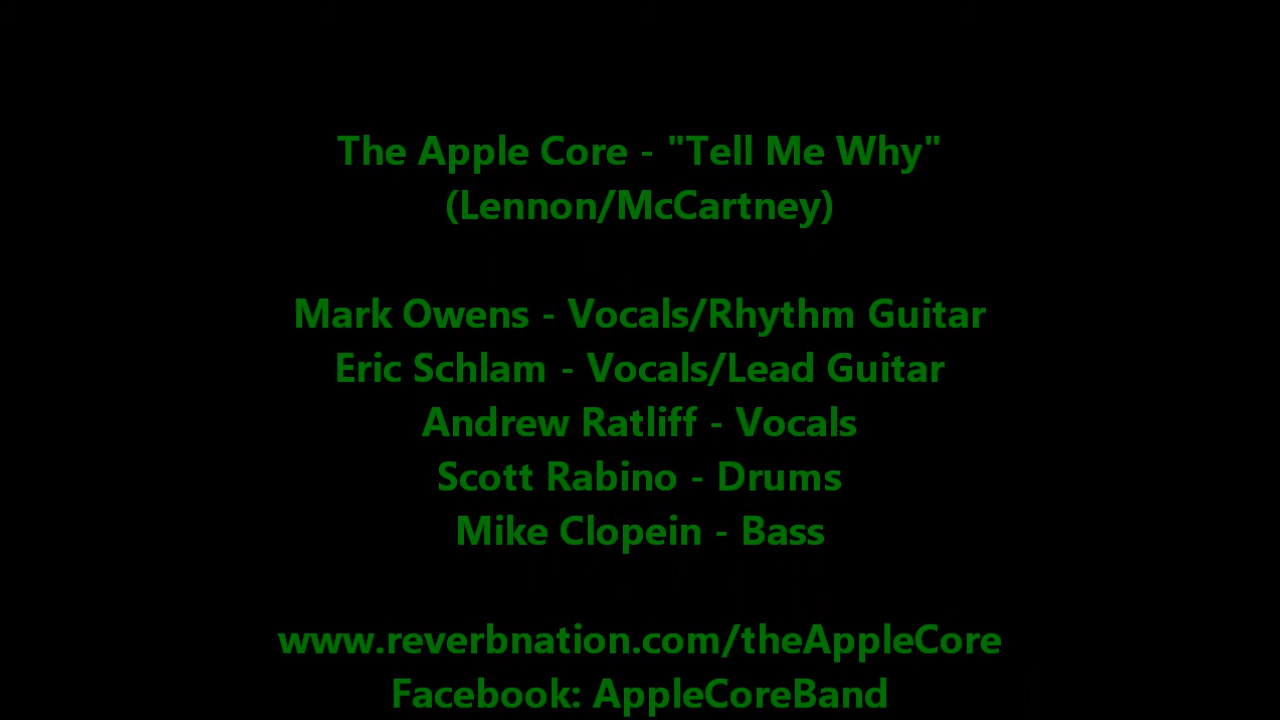 The Apple Core - "Tell Me Why"
(Lennon/McCartney)
Mark Owens - Vocals/Rhythm Guitar
Eric Schlam - Vocals/Lead Guitar
Andrew Ratliff - Vocals
Scott Rabino - Drums
Mike Clopein - Bass
www.reverbnation.com/theAppleCore
Facebook: AppleCoreBand